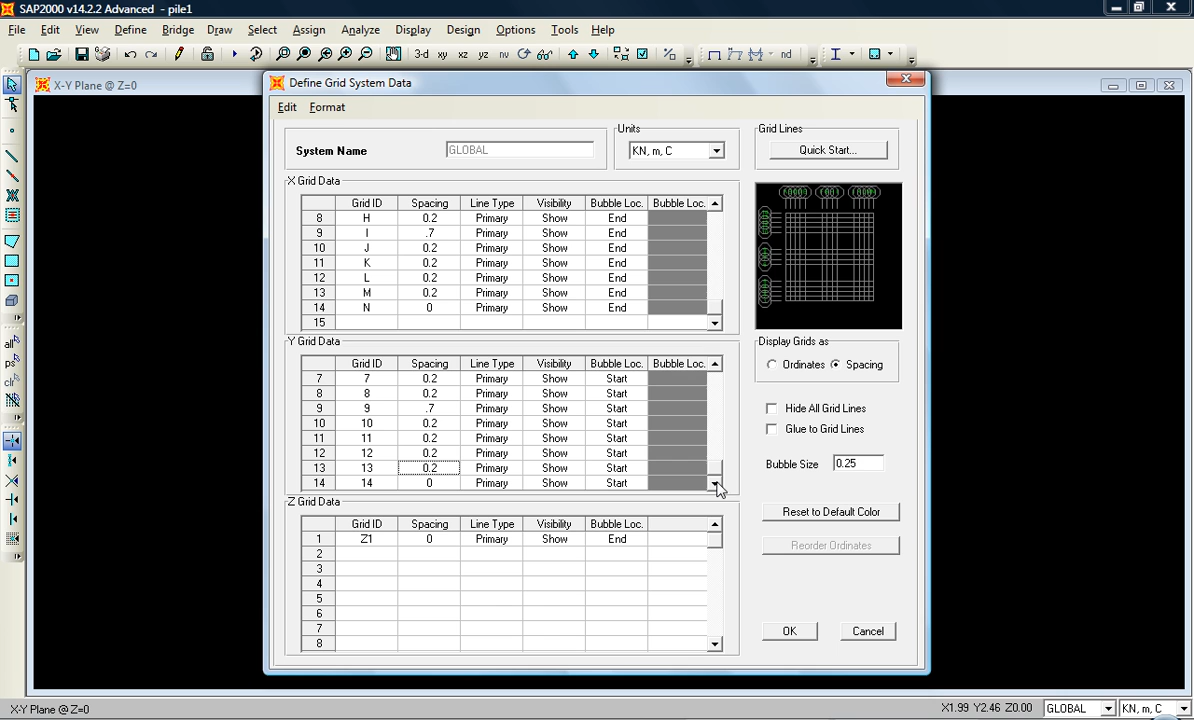 SAP2000 v14.2.2 Advanced - pile1
File Edit View Define Bridge Draw Select Assign Analyze Display Design Options Tools Help
3-d xy xz yz nv nd
X-Y Plane @ Z=0
Define Grid System Data
Edit Format
System Name GLOBAL
Units
KN, m, C
Grid Lines
Quick Start...
X Grid Data
Grid ID Spacing Line Type Visibility Bubble Loc. Bubble Loc.
8 H 0.2 Primary Show End
9 I .7 Primary Show End
10 J 0.2 Primary Show End
11 K 0.2 Primary Show End
12 L 0.2 Primary Show End
13 M 0.2 Primary Show End
14 N 0 Primary Show End
15
Y Grid Data
Grid ID Spacing Line Type Visibility Bubble Loc. Bubble Loc.
7 7 0.2 Primary Show Start
8 8 0.2 Primary Show Start
9 9 .7 Primary Show Start
10 10 0.2 Primary Show Start
11 11 0.2 Primary Show Start
12 12 0.2 Primary Show Start
13 13 0.2 Primary Show Start
14 14 0 Primary Show Start
Z Grid Data
Grid ID Spacing Line Type Visibility Bubble Loc.
1 Z1 0 Primary Show End
2
3
4
5
6
7
8
Display Grids as
Ordinates Spacing
Hide All Grid Lines
Glue to Grid Lines
Bubble Size 0.25
Reset to Default Color
Reorder Ordinates
OK Cancel
all
ps
clr
X-Y Plane @ Z=0
X1.99 Y2.46 Z0.00 GLOBAL KN, m, C